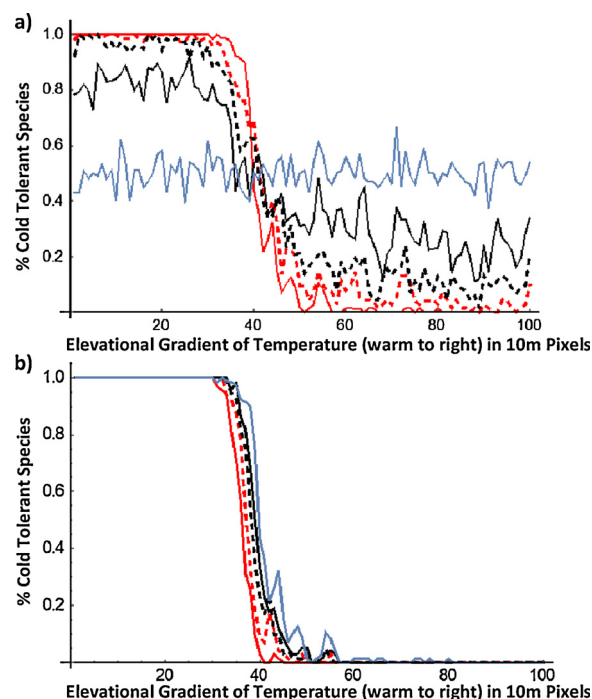 a)
1.0
0.8
0.6
0.4
0.2
% Cold Tolerant Species
20 40 60 80 100
Elevational Gradient of Temperature (warm to right) in 10m Pixels
b)
1.0
0.8
0.6
0.4
0.2
% Cold Tolerant Species
20 40 60 80 100
Elevational Gradient of Temperature (warm to right) in 10m Pixels